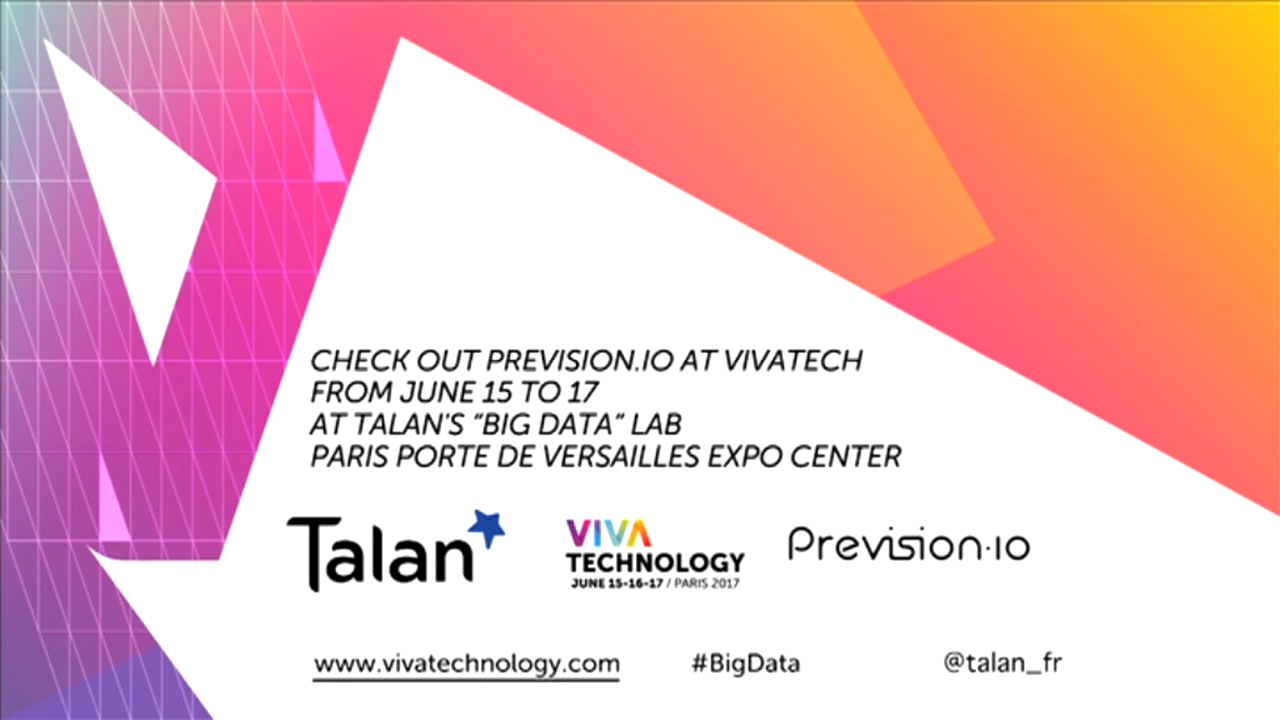 CHECK OUT PREVISION.IO AT VIVATECH
FROM JUNE 15 TO 17
AT TALAN'S “BIG DATA” LAB
PARIS PORTE DE VERSAILLES EXPO CENTER
Talan
VIVA
TECHNOLOGY
JUNE 15-16-17 / PARIS 2017
Prevision·io
www.vivatechnology.com
#BigData
@talan_fr